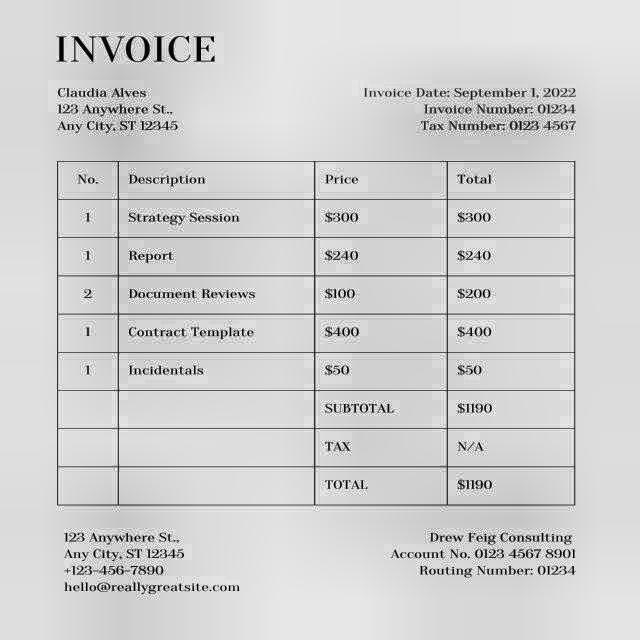 INVOICE
Claudia Alves
123 Anywhere St.,
Any City, ST 12345
Invoice Date: September 1, 2022
Invoice Number: 01234
Tax Number: 0123 4567
No. Description Price Total
1 Strategy Session $300 $300
1 Report $240 $240
2 Document Reviews $100 $200
1 Contract Template $400 $400
1 Incidentals $50 $50
SUBTOTAL $1190
TAX N/A
TOTAL $1190
123 Anywhere St.,
Any City, ST 12345
+123-456-7890
hello@reallygreatsite.com
Drew Feig Consulting
Account No. 0123 4567 8901
Routing Number: 01234